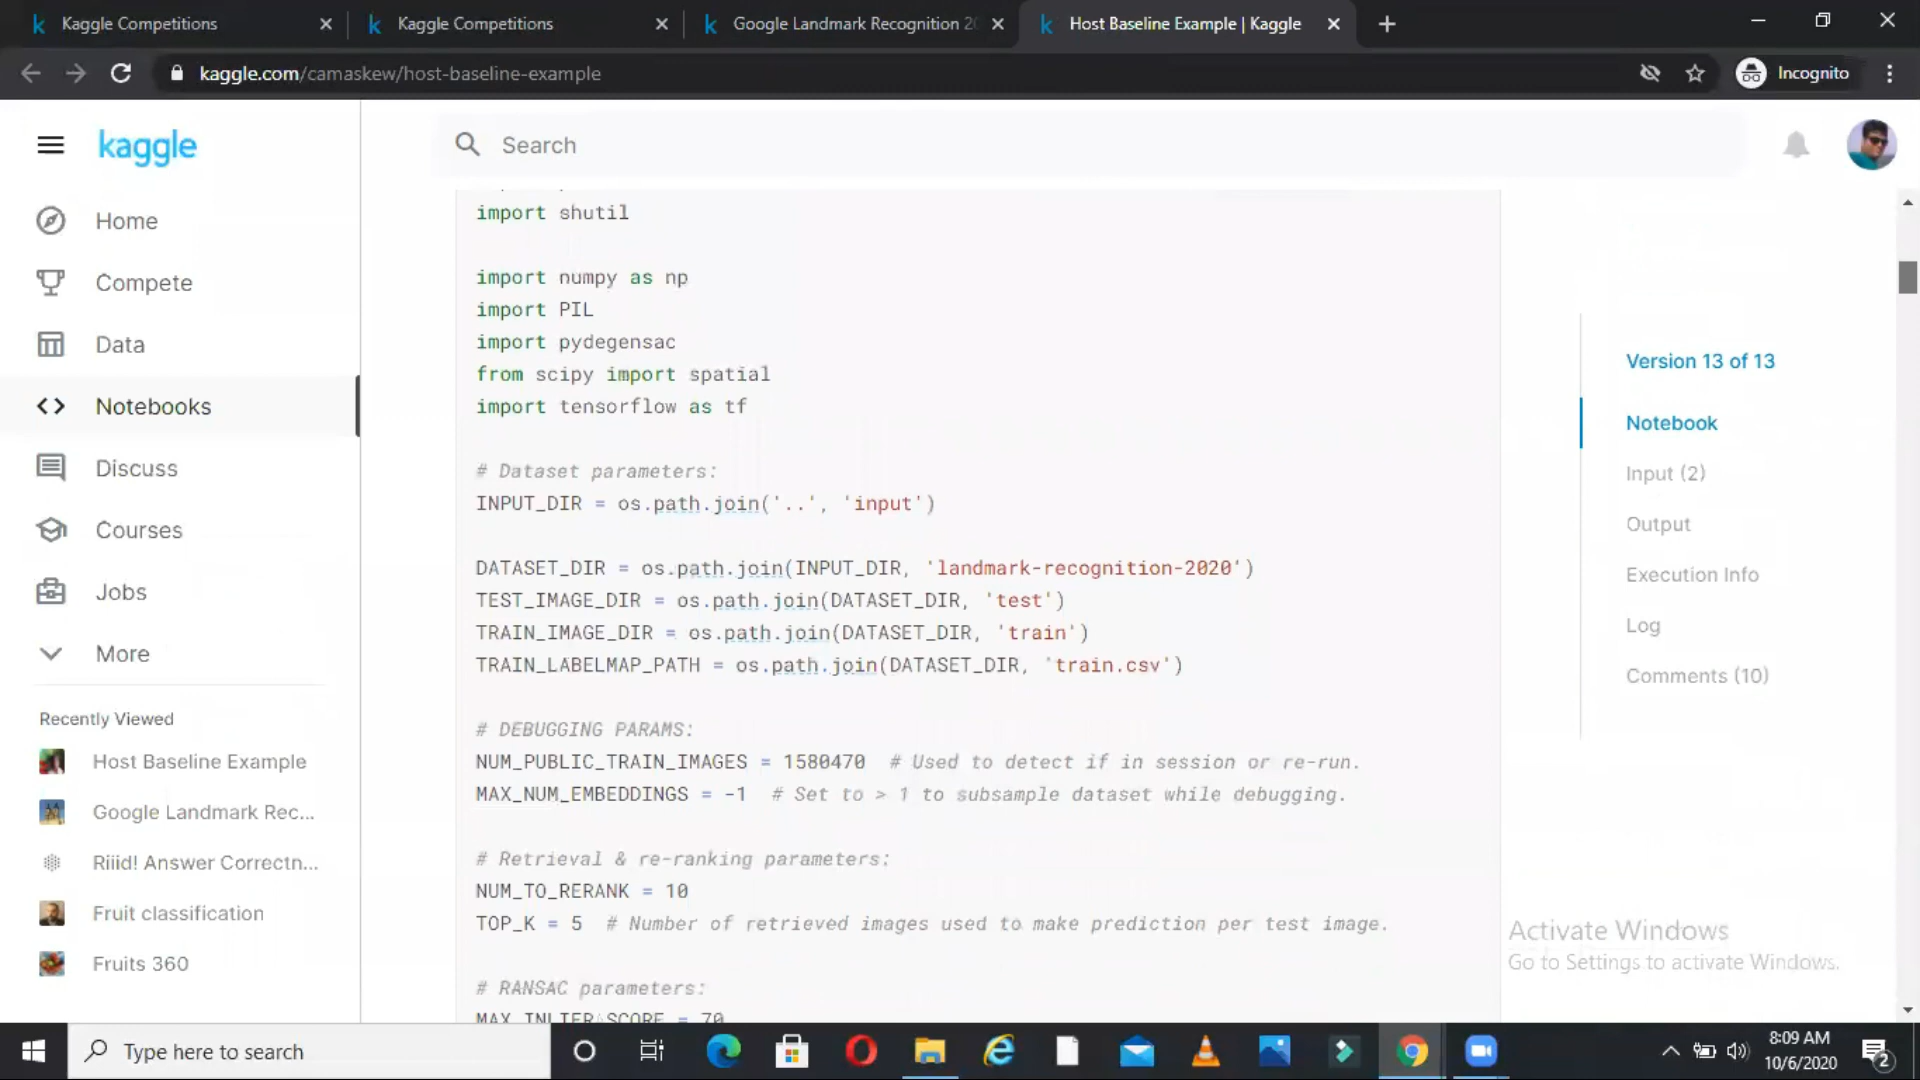 Kaggle Competitions
Kaggle Competitions
Google Landmark Recognition
Host Baseline Example | Kaggle
kaggle.com/camaskew/host-baseline-example
Incognito
kaggle
Search
Home
Compete
Data
Notebooks
Discuss
Courses
Jobs
More
Recently Viewed
Host Baseline Example
Google Landmark Rec...
Riiid! Answer Correctn...
Fruit classification
Fruits 360
import shutil
import numpy as np
import PIL
import pydegensac
from scipy import spatial
import tensorflow as tf
# Dataset parameters:
INPUT_DIR = os.path.join('..', 'input')
DATASET_DIR = os.path.join(INPUT_DIR, 'landmark-recognition-2020')
TEST_IMAGE_DIR = os.path.join(DATASET_DIR, 'test')
TRAIN_IMAGE_DIR = os.path.join(DATASET_DIR, 'train')
TRAIN_LABELMAP_PATH = os.path.join(DATASET_DIR, 'train.csv')
# DEBUGGING PARAMS:
NUM_PUBLIC_TRAIN_IMAGES = 1580470 # Used to detect if in session or re-run.
MAX_NUM_EMBEDDINGS = -1 # Set to > 1 to subsample dataset while debugging.
# Retrieval & re-ranking parameters:
NUM_TO_RERANK = 10
TOP_K = 5 # Number of retrieved images used to make prediction per test image.
# RANSAC parameters:
MAX_INLIER_SCORE = 70
Version 13 of 13
Notebook
Input (2)
Output
Execution Info
Log
Comments (10)
Activate Windows
Go to Settings to activate Windows.
Type here to search
8:09 AM
10/6/2020
2